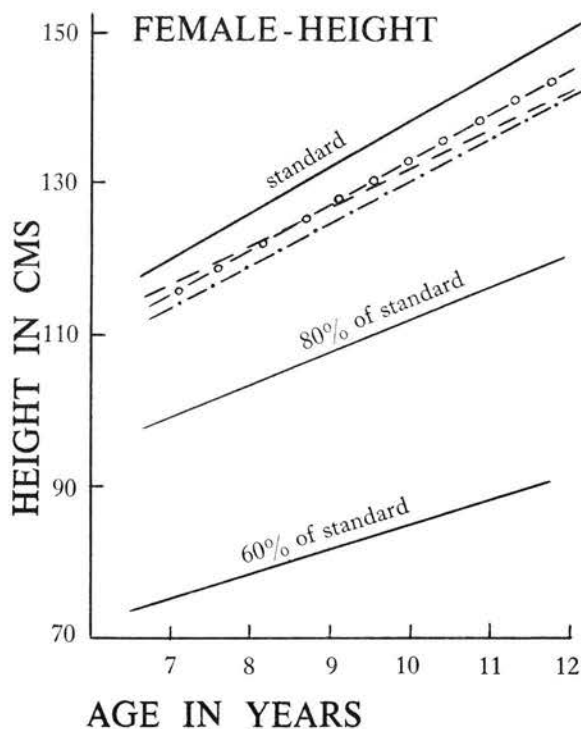 FEMALE-HEIGHT
150
130
110
90
70
HEIGHT IN CMS
standard
80% of standard
60% of standard
7 8 9 10 11 12
AGE IN YEARS